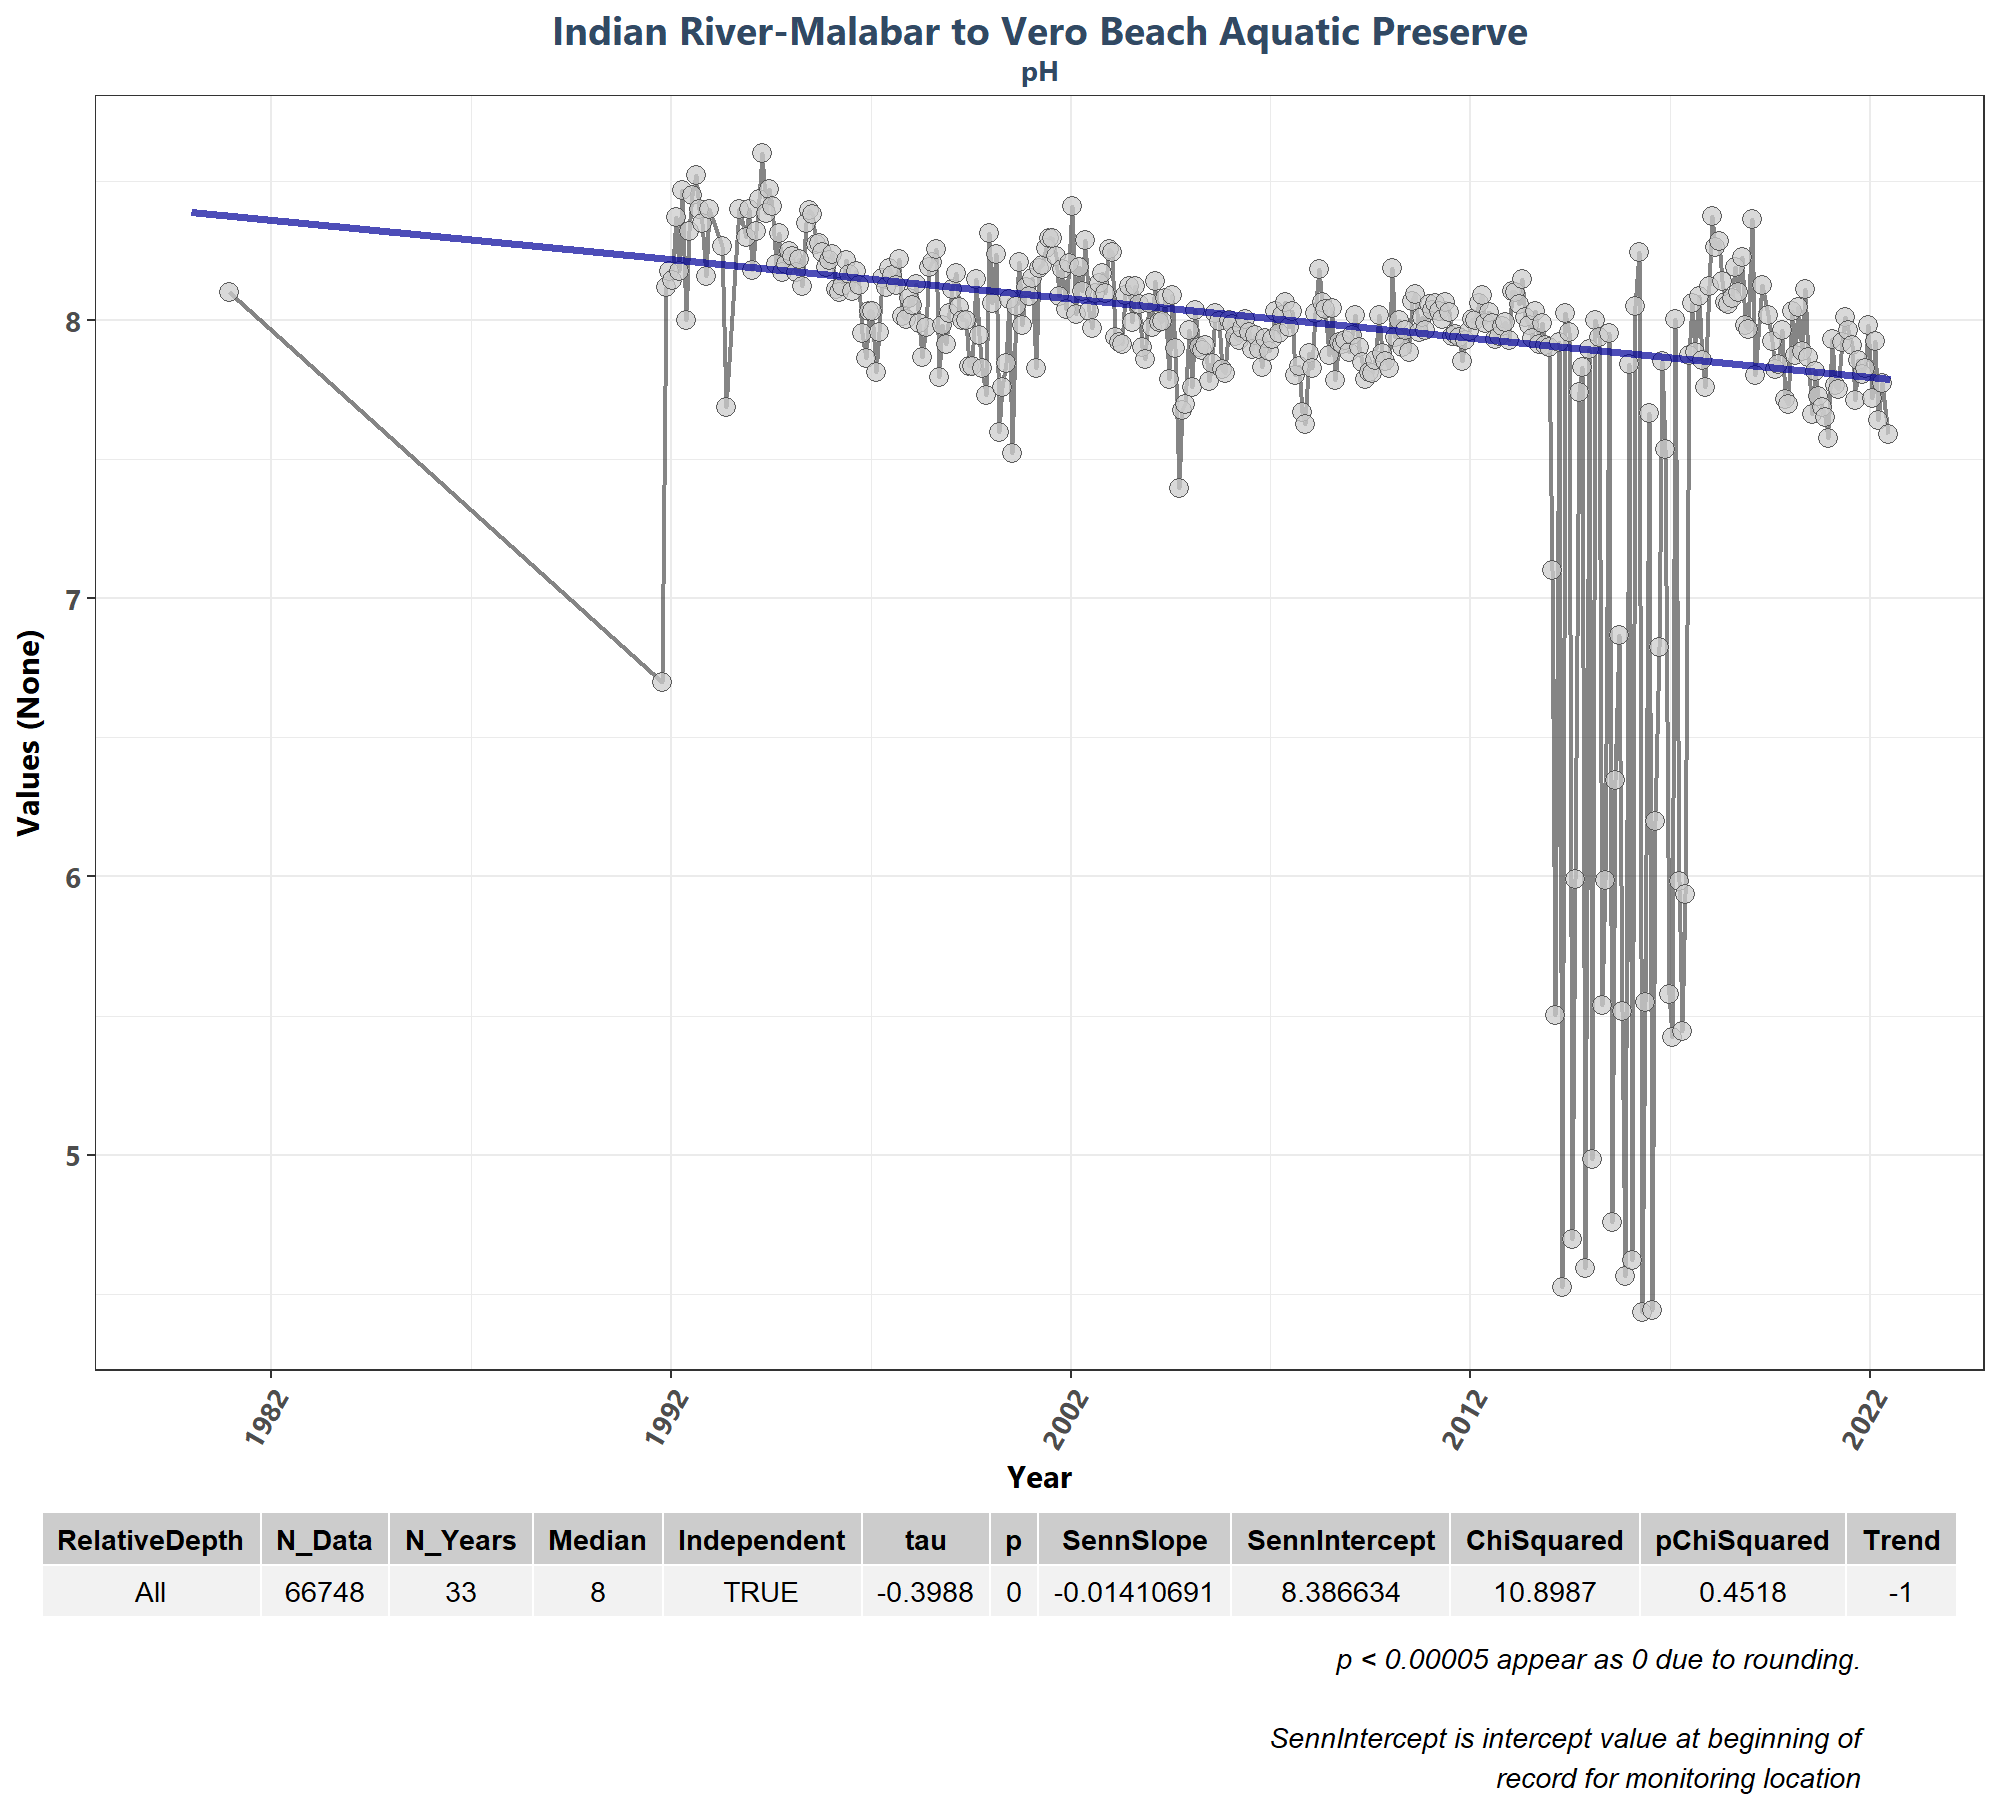 Indian River-Malabar to Vero Beach Aquatic Preserve
pH
Values (None)
8
7
6
5
1982
1992
2002
2012
2022
Year
RelativeDepth N_Data N_Years Median Independent tau p SennSlope SennIntercept ChiSquared pChiSquared Trend
All 66748 33 8 TRUE -0.3988 0 -0.01410691 8.386634 10.8987 0.4518 -1
p < 0.00005 appear as 0 due to rounding.
SennIntercept is intercept value at beginning of
record for monitoring location